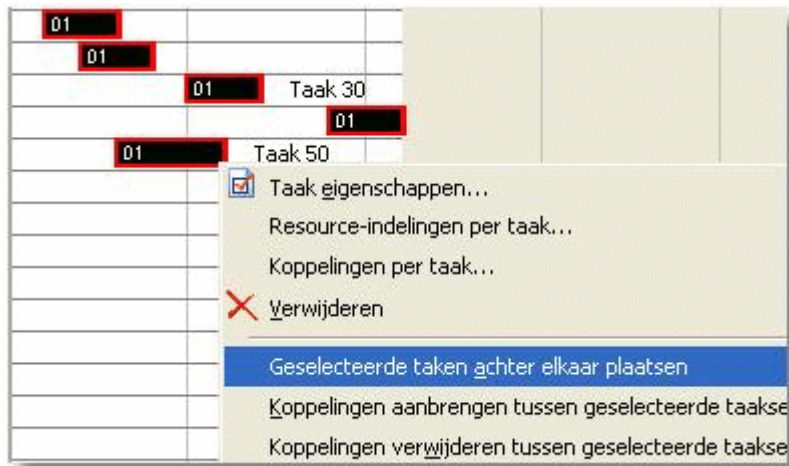 01
01
01 Taak 30
01
01 Taak 50
Taak eigenschappen...
Resource-indelingen per taak...
Koppelingen per taak...
Verwijderen
Geselecteerde taken achter elkaar plaatsen
Koppelingen aanbrengen tussen geselecteerde taakse
Koppelingen verwijderen tussen geselecteerde taakse